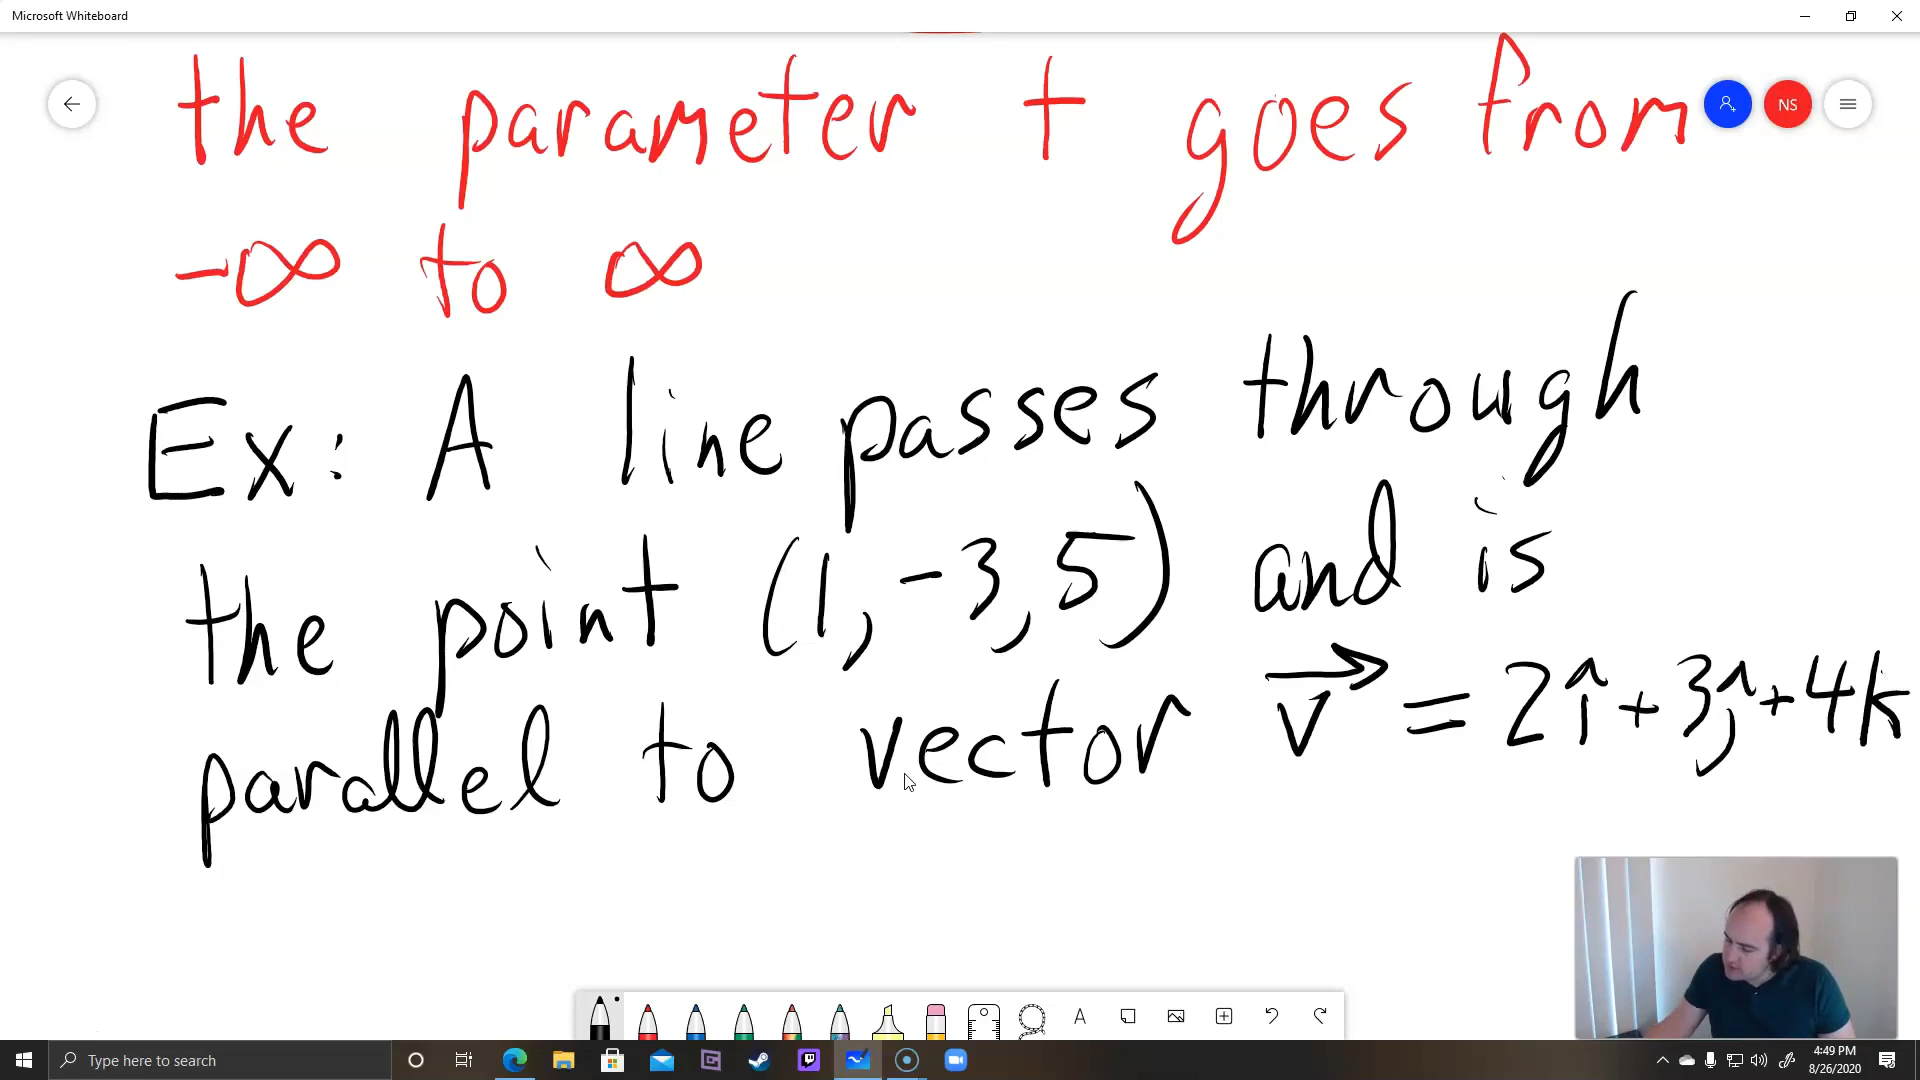 Microsoft Whiteboard
the parameter t goes from
NS
-∞ to ∞
Ex: A line passes through
the point (1, -3, 5) and is
parallel to vector v⃗ = 2î + 3ĵ + 4k
A
Type here to search
4:49 PM
8/26/2020